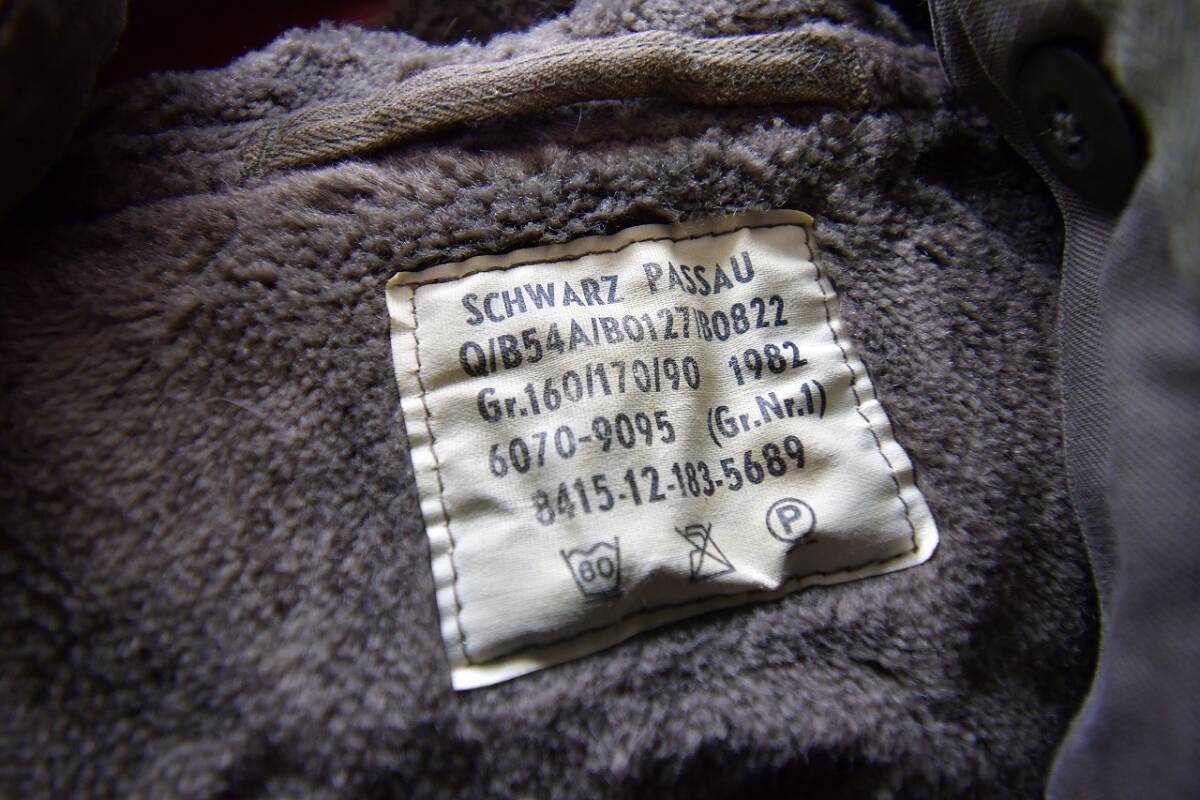 SCHWARZ PASSAU
Q/B54A/B0127/B0822
Gr.160/170/90 1982
6070-9095 (Gr.Nr.1)
8415-12-183-5689
60 P